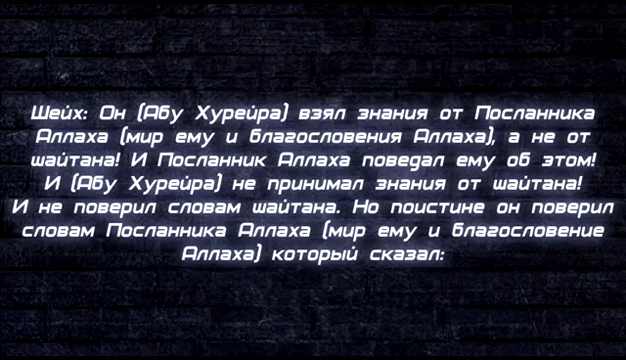 Шейх: Он (Абу Хурейра) взял знания от Посланника
Аллаха (мир ему и благословения Аллаха), а не от
шайтана! И Посланник Аллаха поведал ему об этом!
И (Абу Хурейра) не принимал знания от шайтана!
И не поверил словам шайтана. Но поистине он поверил
словам Посланника Аллаха (мир ему и благословение
Аллаха) который сказал: